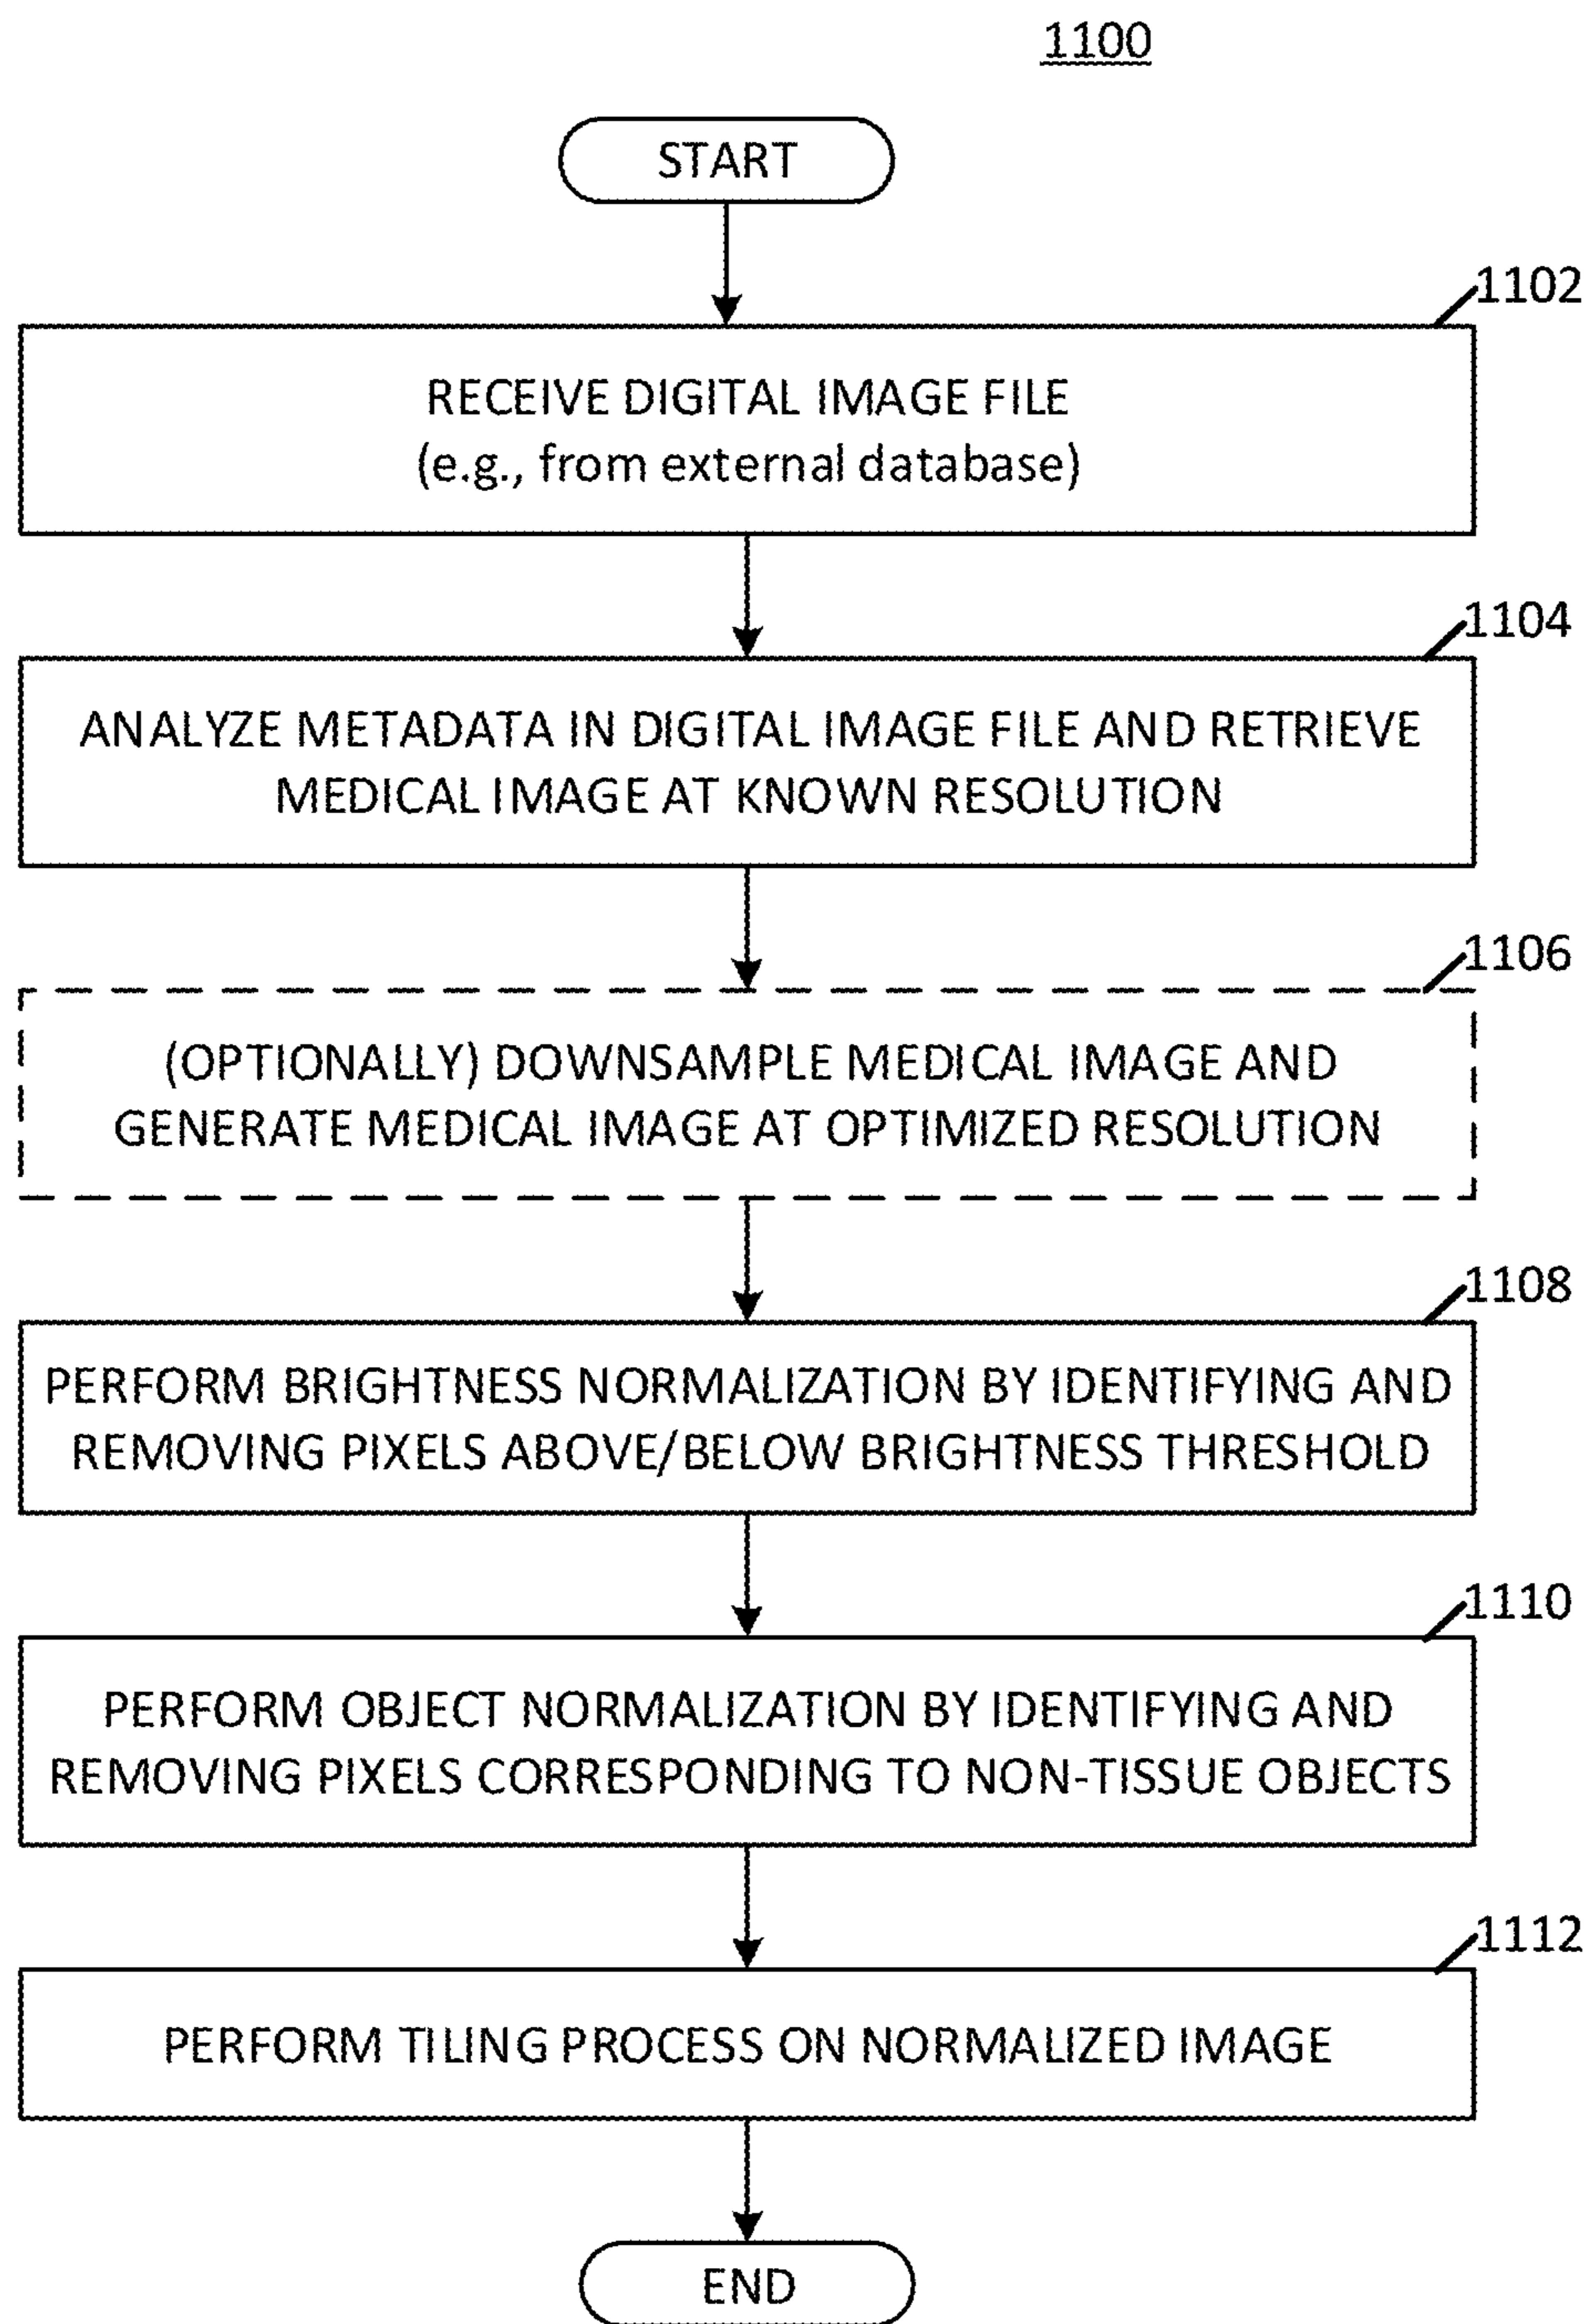 1100
START
1102
RECEIVE DIGITAL IMAGE FILE
(e.g., from external database)
1104
ANALYZE METADATA IN DIGITAL IMAGE FILE AND RETRIEVE
MEDICAL IMAGE AT KNOWN RESOLUTION
1106
(OPTIONALLY) DOWNSAMPLE MEDICAL IMAGE AND
GENERATE MEDICAL IMAGE AT OPTIMIZED RESOLUTION
1108
PERFORM BRIGHTNESS NORMALIZATION BY IDENTIFYING AND
REMOVING PIXELS ABOVE/BELOW BRIGHTNESS THRESHOLD
1110
PERFORM OBJECT NORMALIZATION BY IDENTIFYING AND
REMOVING PIXELS CORRESPONDING TO NON-TISSUE OBJECTS
1112
PERFORM TILING PROCESS ON NORMALIZED IMAGE
END